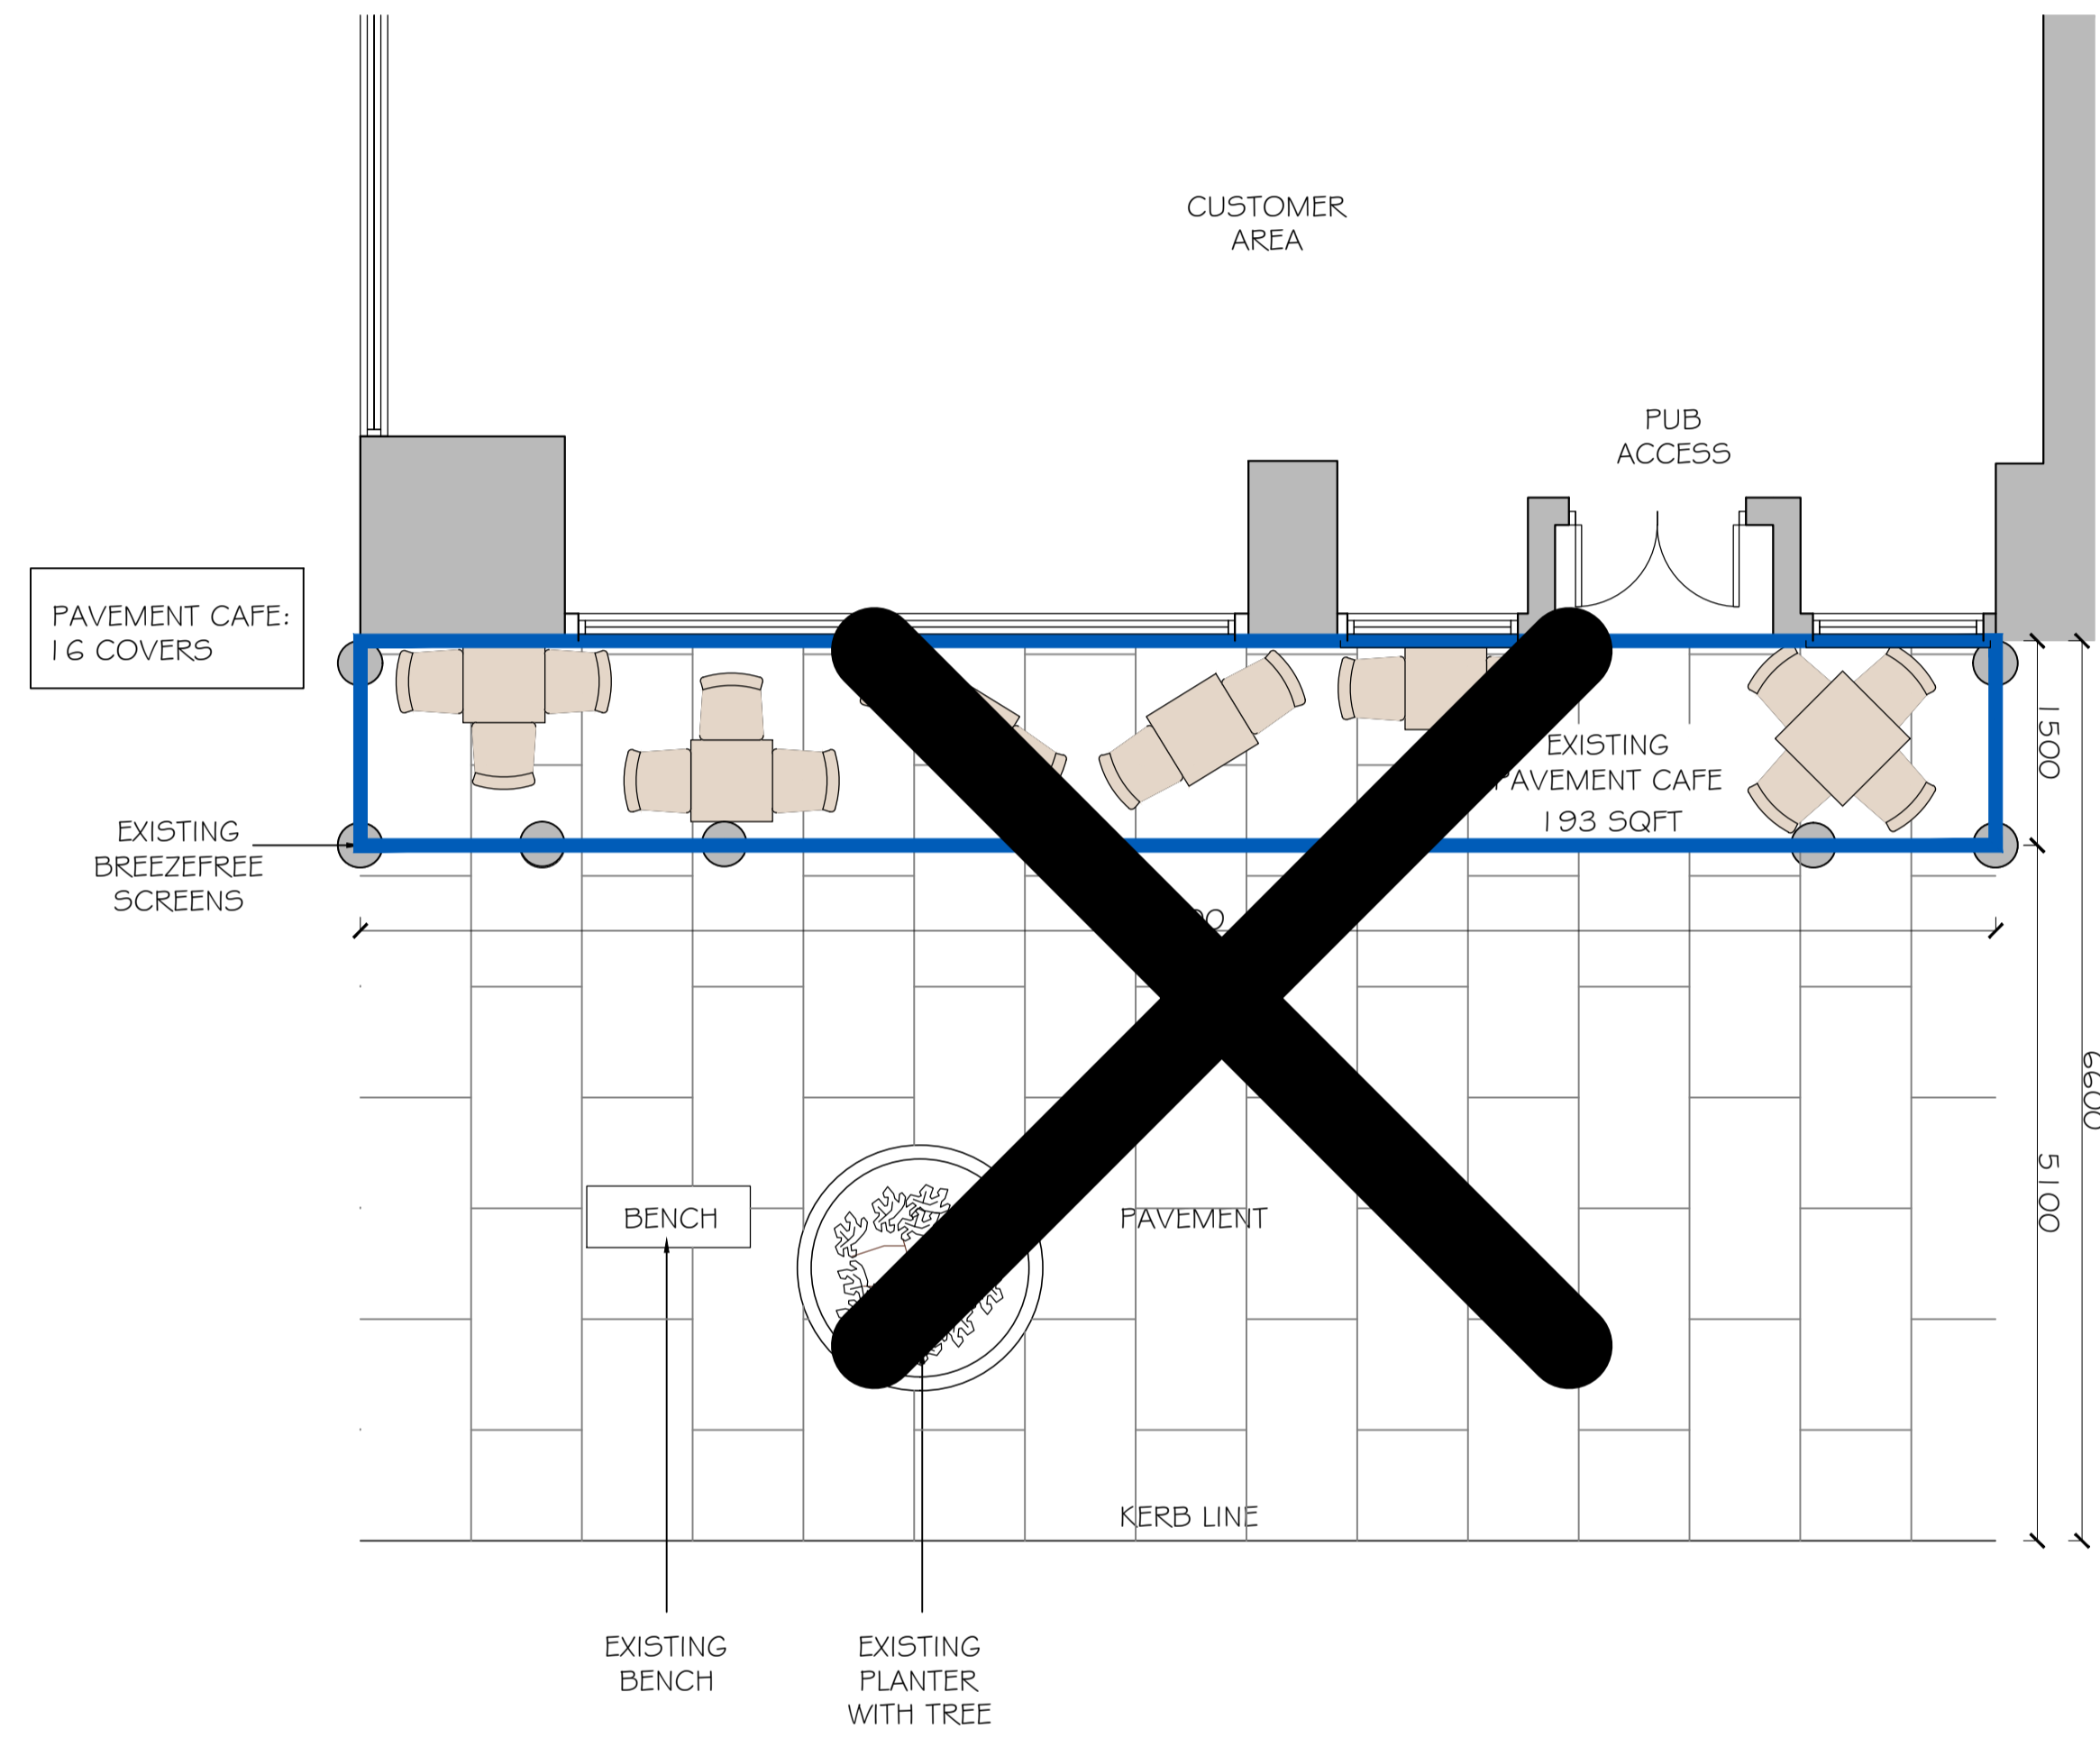 CUSTOMER
AREA
PUB
ACCESS
PAVEMENT CAFE:
16 COVERS
EXISTING
PAVEMENT CAFE
193 SQFT
1500
EXISTING
BREEZEFREE
SCREENS
6600
5100
BENCH
PAVEMENT
KERB LINE
EXISTING
BENCH
EXISTING
PLANTER
WITH TREE